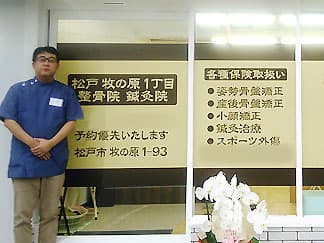 松戸 牧の原1丁目
整骨院 鍼灸院
予約優先いたします
松戸市 牧の原1-93
各種保険取扱い
●姿勢骨盤矯正
●産後骨盤矯正
●小顔矯正
●鍼灸治療
●スポーツ外傷